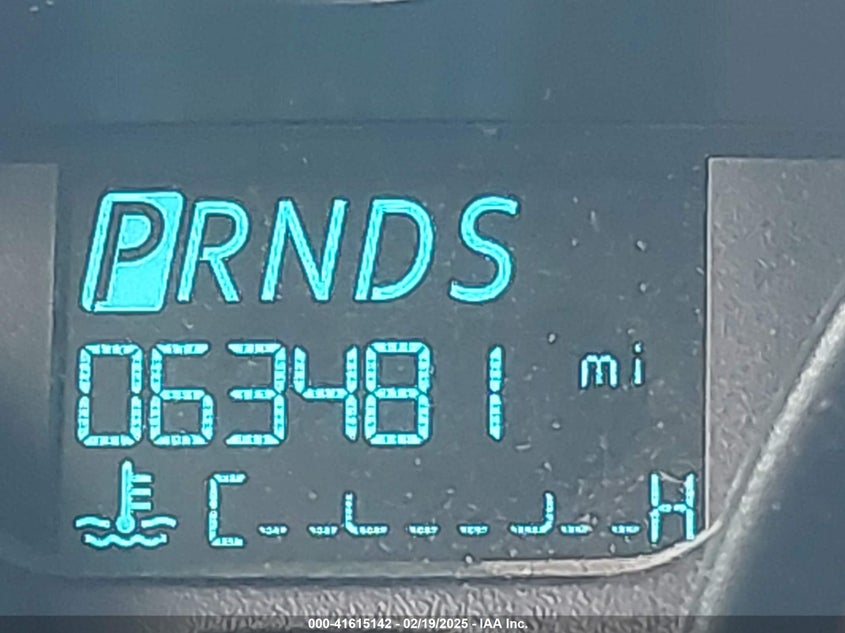 PRNDS
063481 mi
C H
000-41615142 - 02/19/2025 - IAA Inc.